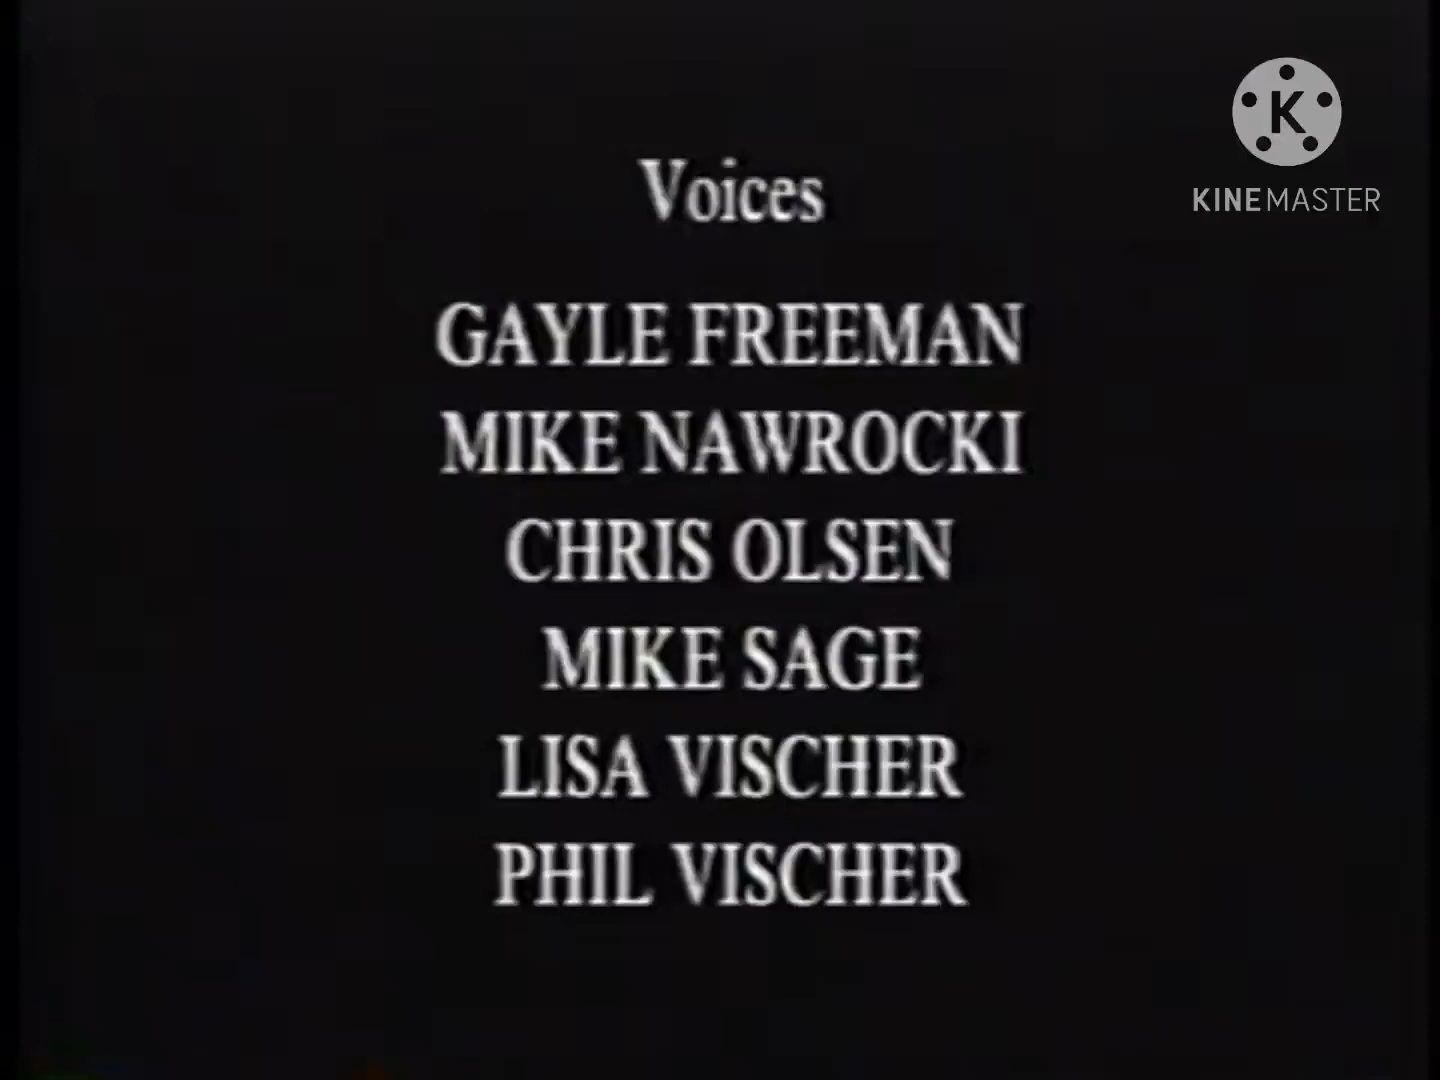 Voices
GAYLE FREEMAN
MIKE NAWROCKI
CHRIS OLSEN
MIKE SAGE
LISA VISCHER
PHIL VISCHER
K
KINEMASTER